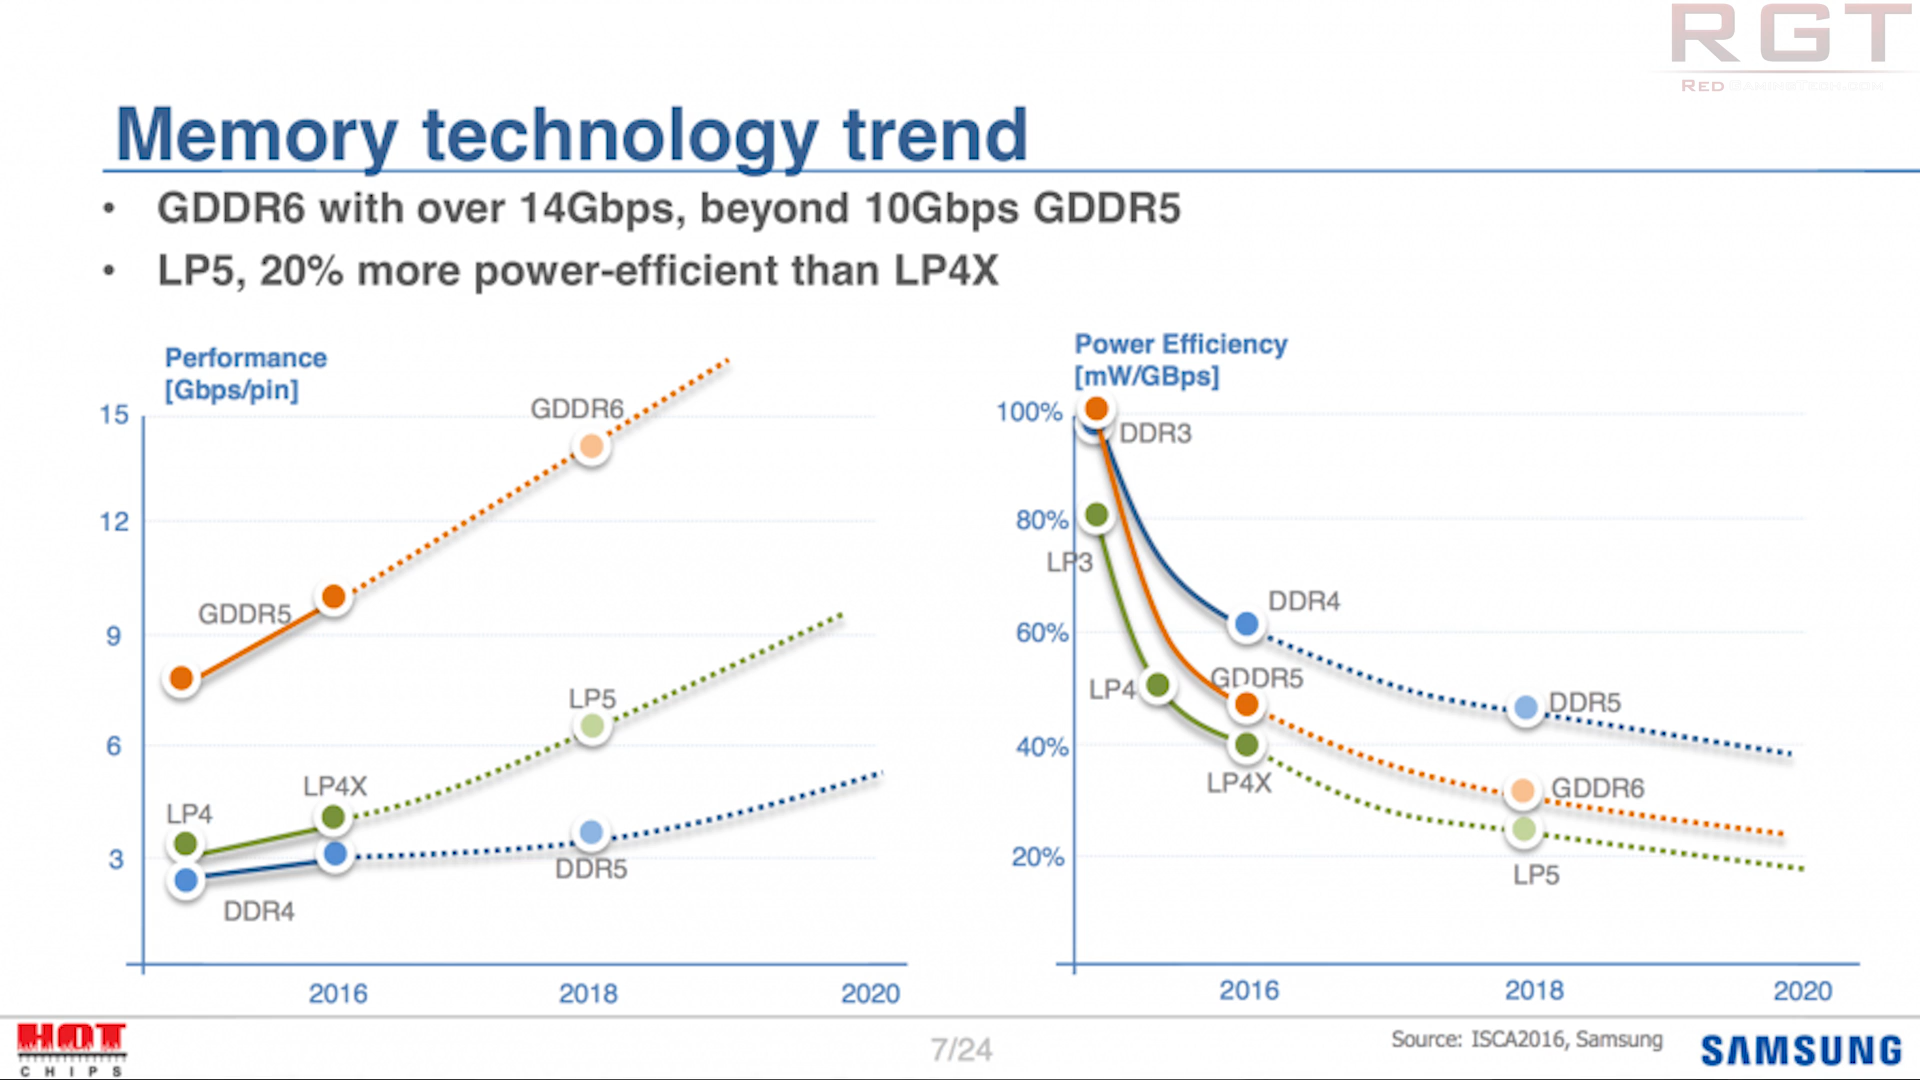 RGT
RED GAMINGTECH.COM
Memory technology trend
• GDDR6 with over 14Gbps, beyond 10Gbps GDDR5
• LP5, 20% more power-efficient than LP4X
Performance
[Gbps/pin]
15
12
9
6
3
GDDR6
GDDR5
LP5
LP4X
LP4
DDR5
DDR4
2016 2018 2020
Power Efficiency
[mW/GBps]
100%
80%
60%
40%
20%
DDR3
LP3
DDR4
LP4
GDDR5
DDR5
LP4X
GDDR6
LP5
2016 2018 2020
HOT
CHIPS
7/24
Source: ISCA2016, Samsung
SAMSUNG